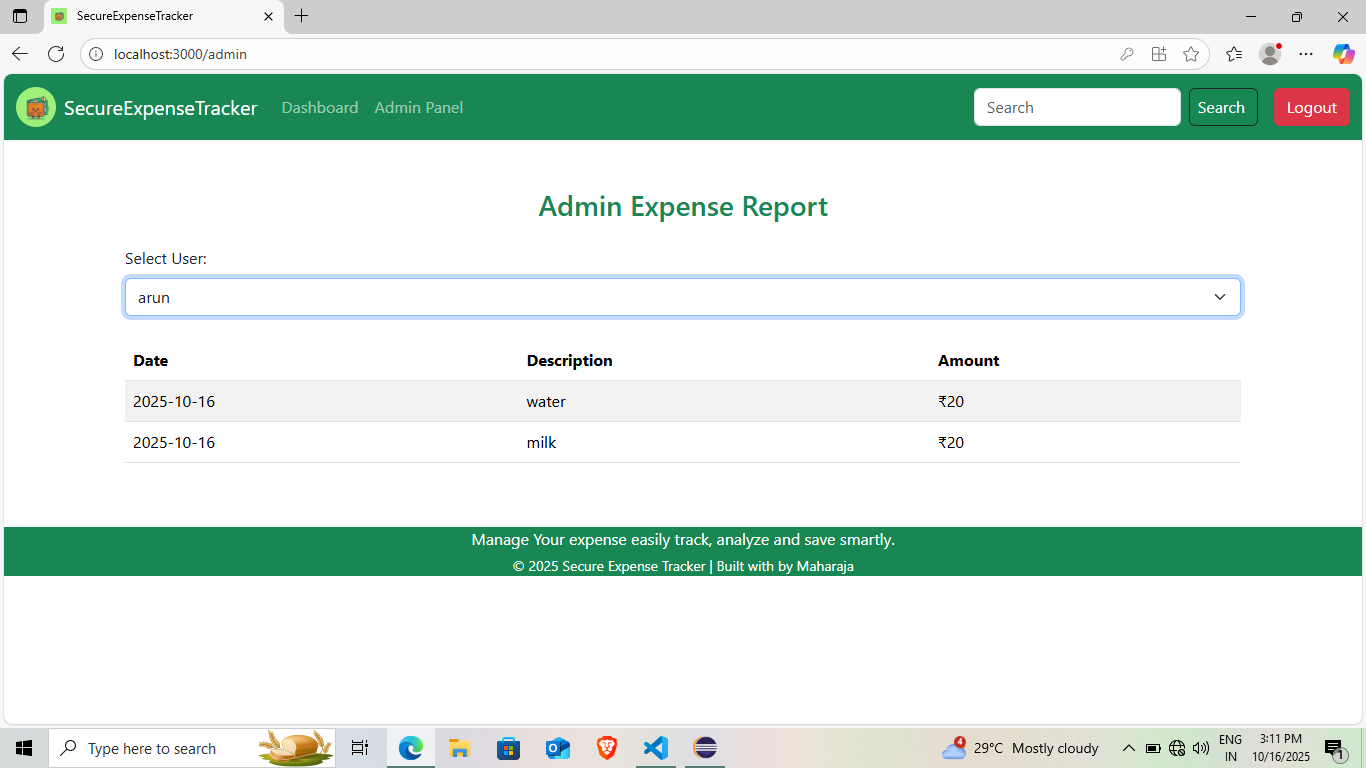 SecureExpenseTracker
localhost:3000/admin
SecureExpenseTracker Dashboard Admin Panel Search Search Logout
Admin Expense Report
Select User:
arun
Date Description Amount
2025-10-16 water ₹20
2025-10-16 milk ₹20
Manage Your expense easily track, analyze and save smartly.
© 2025 Secure Expense Tracker | Built with by Maharaja
Type here to search 4 29°C Mostly cloudy ENG 3:11 PM
IN 10/16/2025 1